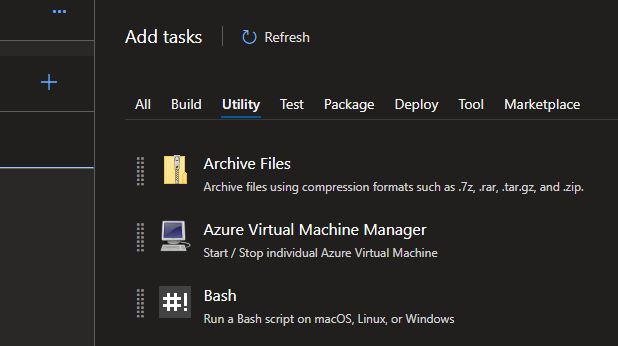 ...
Add tasks
Refresh
All Build Utility Test Package Deploy Tool Marketplace
Archive Files
Archive files using compression formats such as .7z, .rar, .tar.gz, and .zip.
Azure Virtual Machine Manager
Start / Stop individual Azure Virtual Machine
#!
Bash
Run a Bash script on macOS, Linux, or Windows